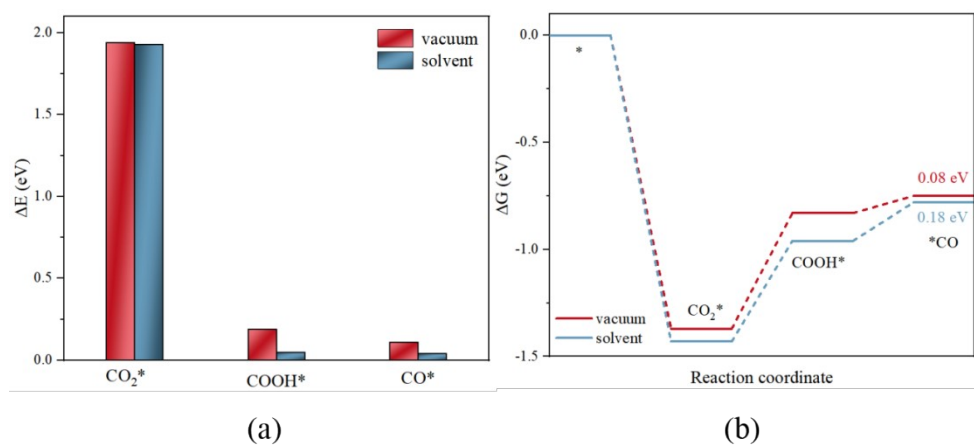 2.0
1.5
1.0
0.5
0.0
ΔE (eV)
vacuum
solvent
CO₂*
COOH*
CO*
(a)
0.0
-0.5
-1.0
-1.5
ΔG (eV)
*
CO₂*
COOH*
0.08 eV
0.18 eV
*CO
vacuum
solvent
Reaction coordinate
(b)